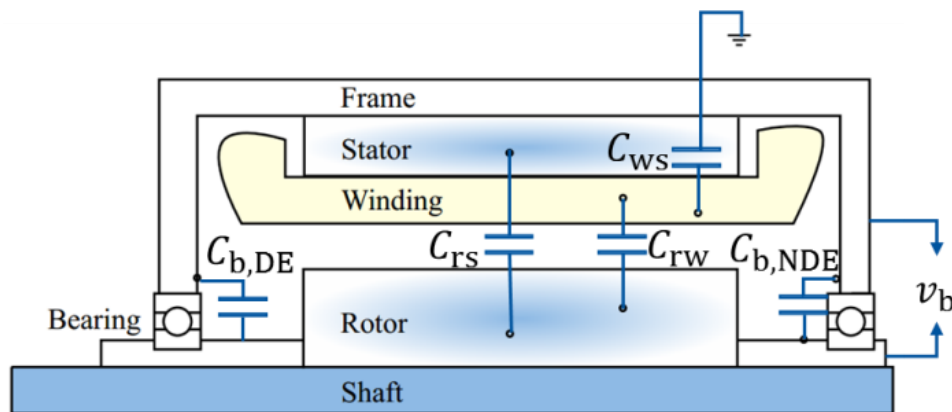 Frame
Stator
C_ws
Winding
C_b,DE
C_rs
C_rw
C_b,NDE
v_b
Bearing
Rotor
Shaft